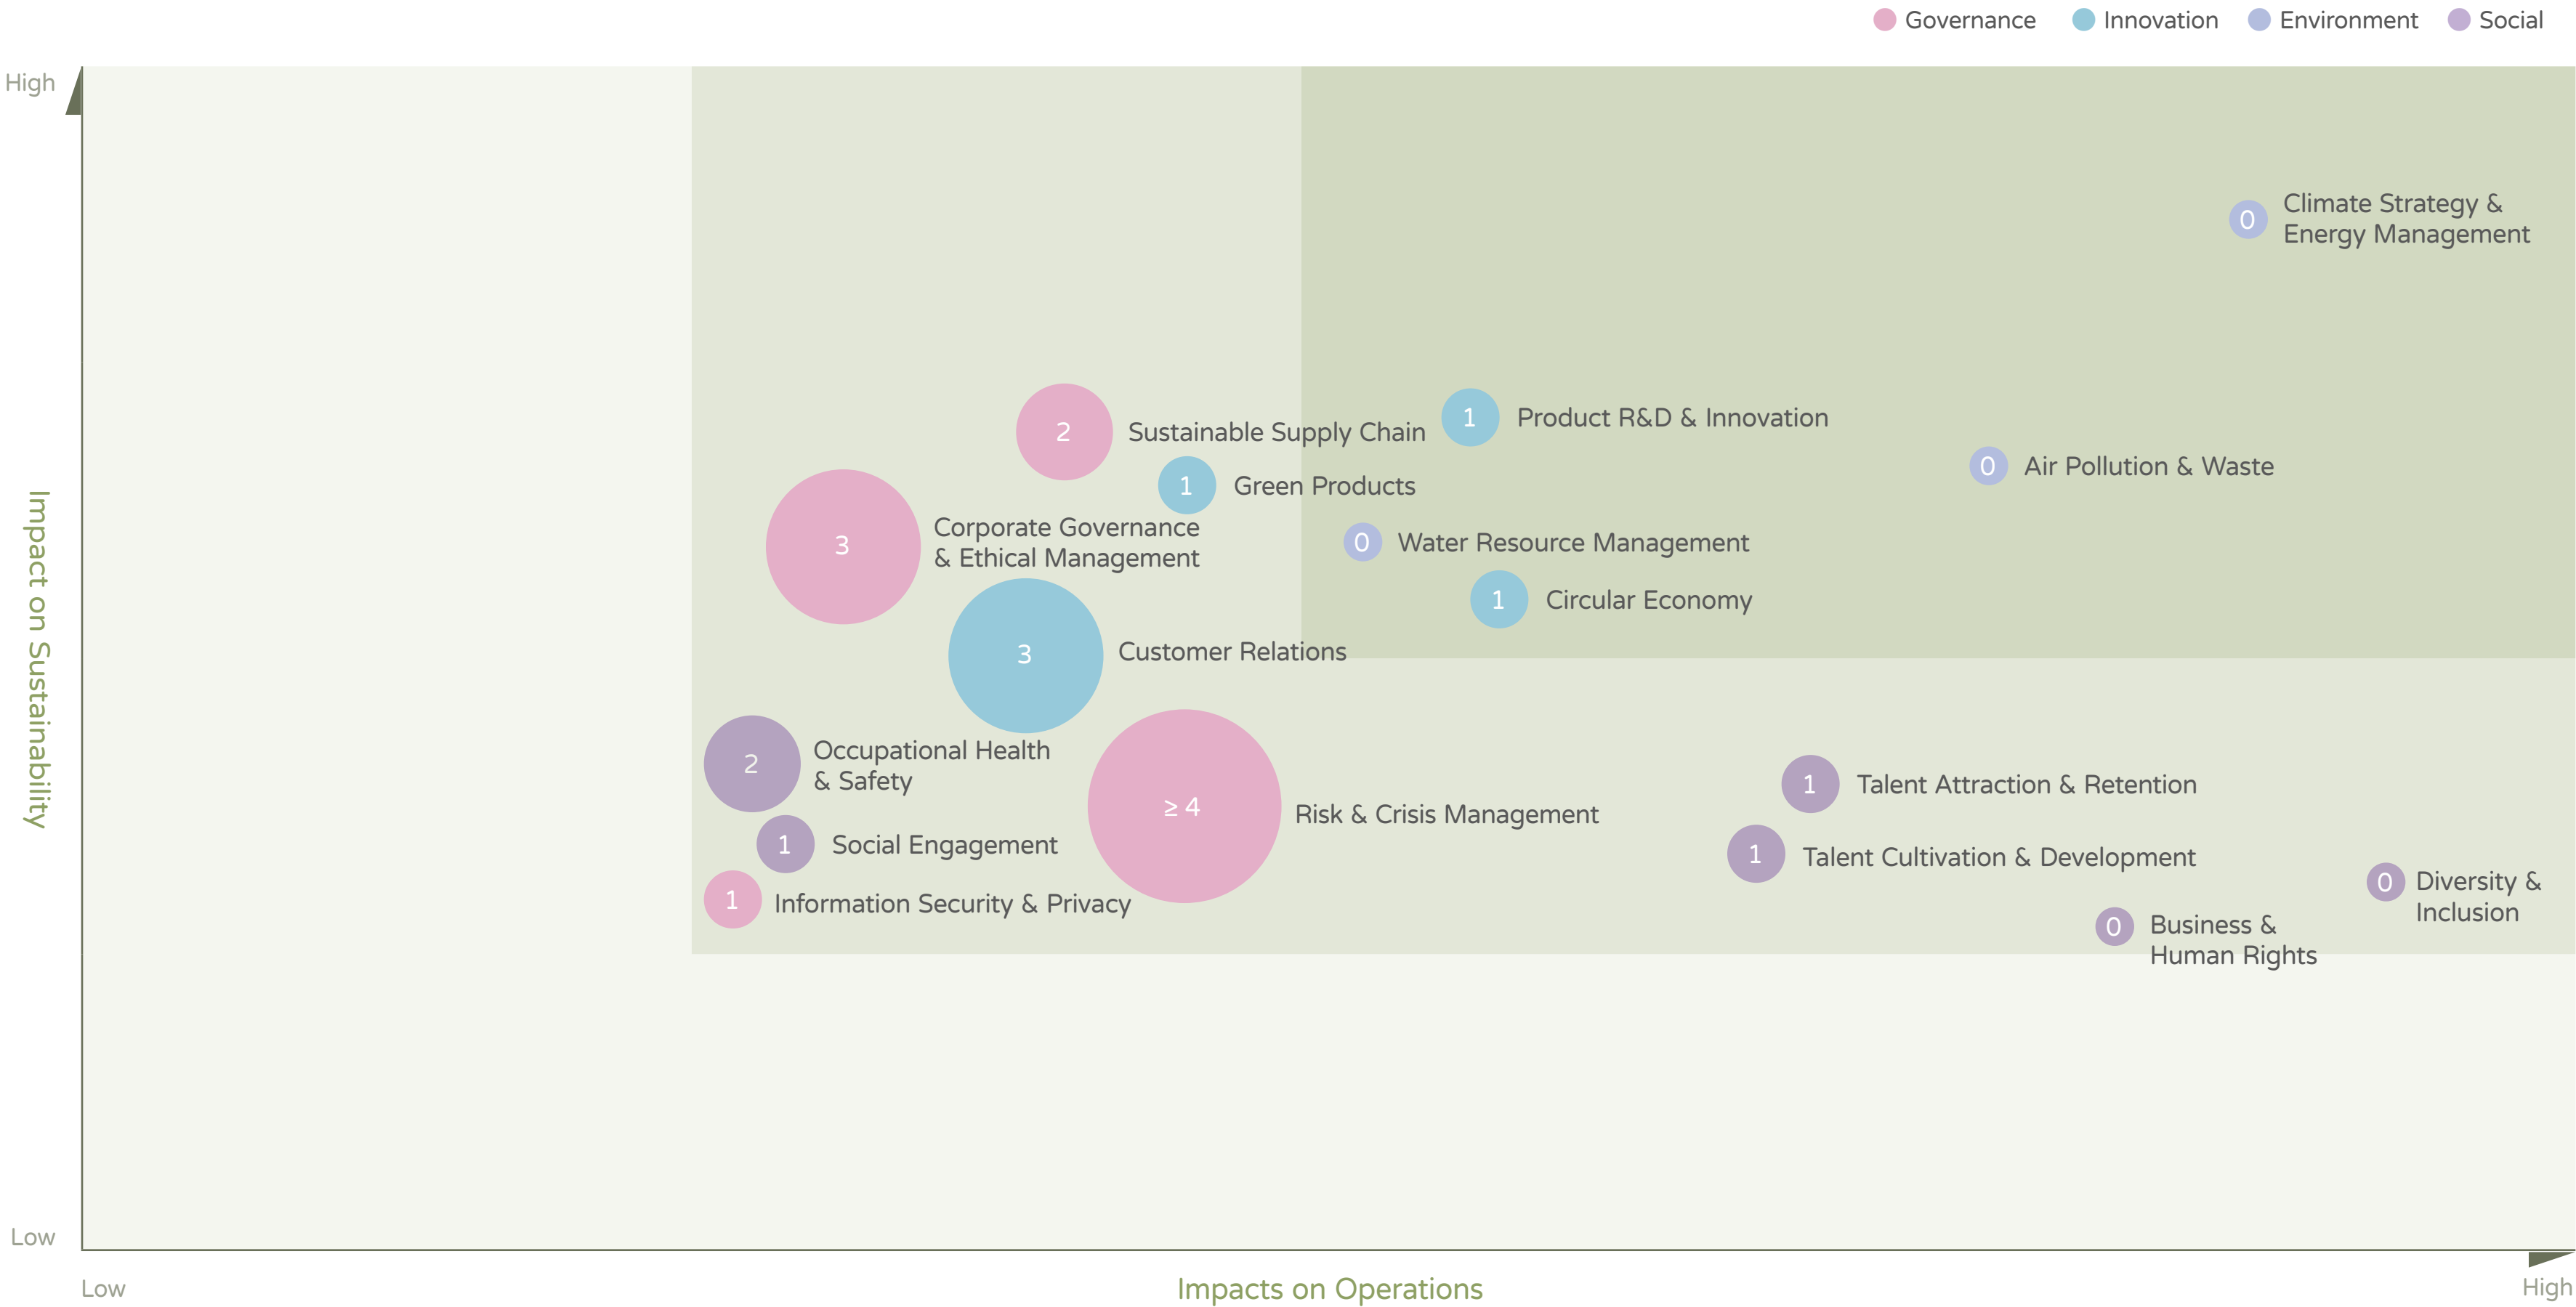 Governance
Innovation
Environment
Social
High
0
Climate Strategy &
Energy Management
2
Sustainable Supply Chain
1
Product R&D & Innovation
1
Green Products
0
Air Pollution & Waste
3
Corporate Governance
& Ethical Management
0
Water Resource Management
1
Circular Economy
3
Customer Relations
2
Occupational Health
& Safety
≥ 4
Risk & Crisis Management
1
Talent Attraction & Retention
1
Social Engagement
1
Talent Cultivation & Development
1
Information Security & Privacy
0
Diversity &
Inclusion
0
Business &
Human Rights
Impact on Sustainability
Low
Low
Impacts on Operations
High